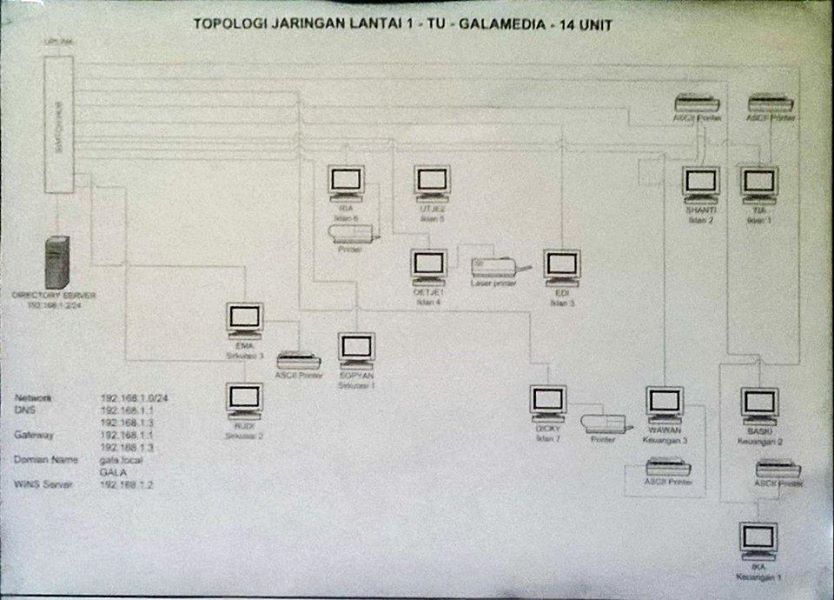 TOPOLOGI JARINGAN LANTAI 1 - TU - GALAMEDIA - 14 UNIT
UPLINK
ASCII Printer
ASCII Printer
RIA
Iklan 6
UTJE2
Iklan 5
SHANTI
Iklan 2
TIA
Iklan 1
Printer
DIRECTORY SERVER
192.168.1.2/24
OETJE1
Iklan 4
Laser printer
EDI
Iklan 3
EMA
Sirkulasi 3
ASCII Printer
SOPYAN
Sirkulasi 1
RUDI
Sirkulasi 2
DICKY
Iklan 7
Printer
WAWAN
Keuangan 3
BASKI
Keuangan 2
ASCII Printer
ASCII Printer
IKA
Keuangan 1
Network 192.168.1.0/24
DNS 192.168.1.1
192.168.1.3
Gateway 192.168.1.1
192.168.1.3
Domian Name gala.local
GALA
WINS Server 192.168.1.2